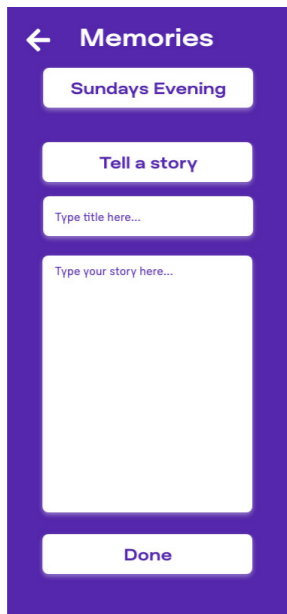 Memories
Sundays Evening
Tell a story
Type title here...
Type your story here...
Done